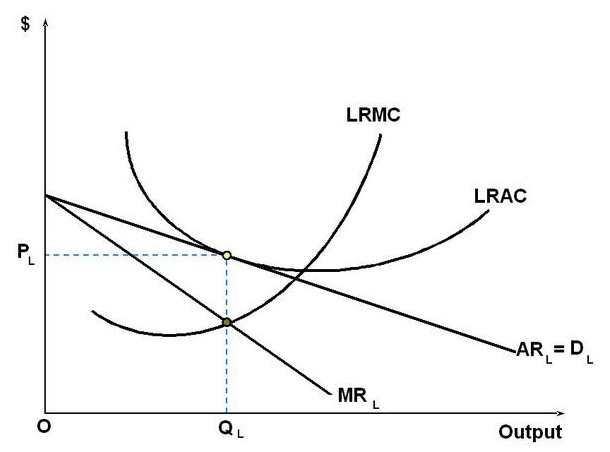 $
LRMC
LRAC
P L
AR L = D L
MR L
O
Q L
Output